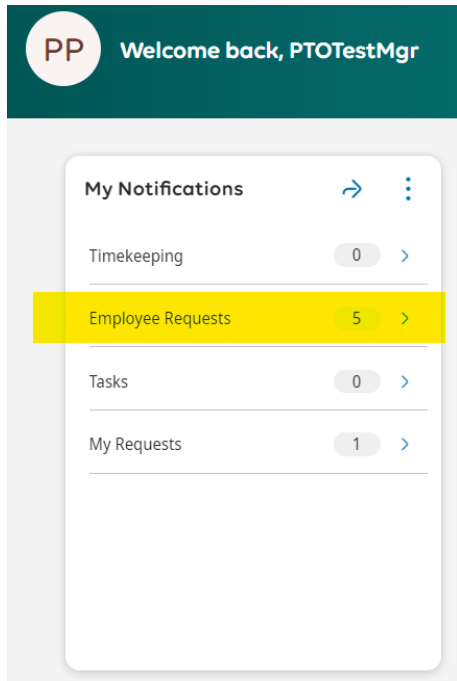 PP
Welcome back, PTOTestMgr
My Notifications
Timekeeping 0
Employee Requests 5
Tasks 0
My Requests 1